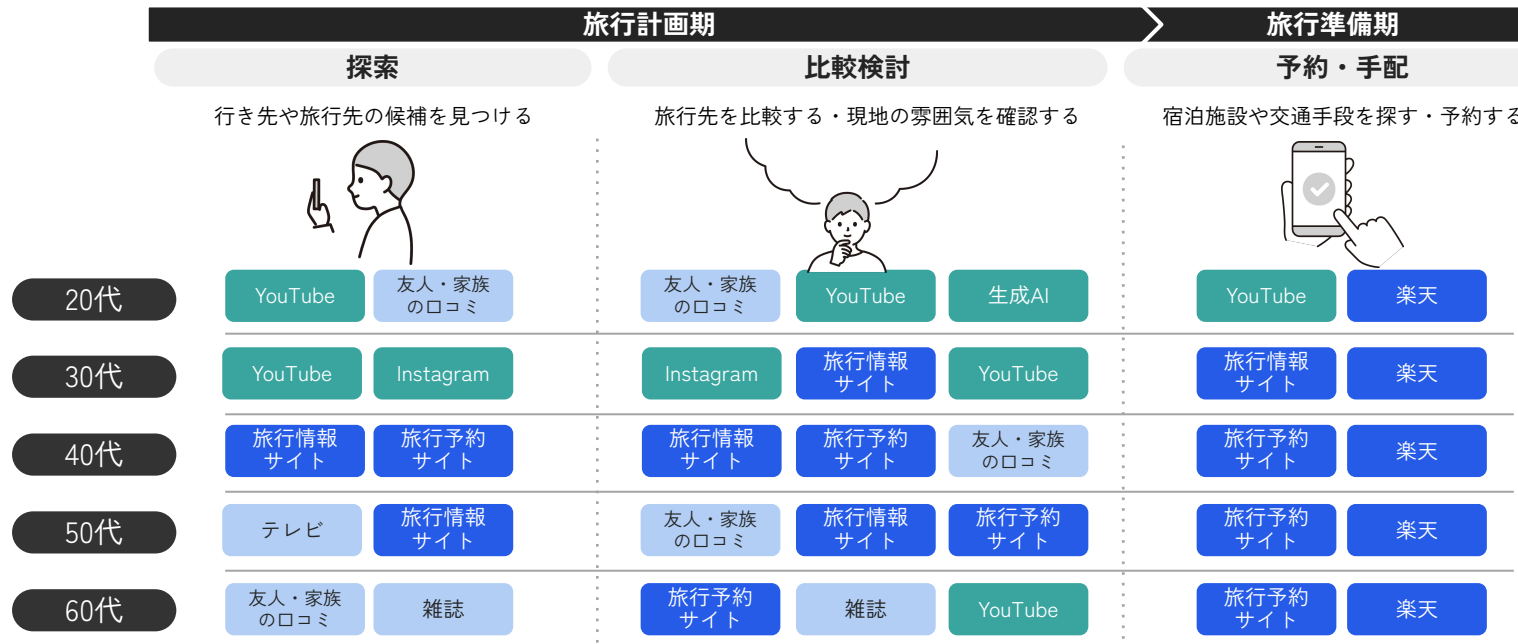 旅行計画期
旅行準備期
探索
比較検討
予約・手配
行き先や旅行先の候補を見つける
旅行先を比較する・現地の雰囲気を確認する
宿泊施設や交通手段を探す・予約する
20代
YouTube
友人・家族
の口コミ
友人・家族
の口コミ
YouTube
生成AI
YouTube
楽天
30代
YouTube
Instagram
Instagram
旅行情報
サイト
YouTube
旅行情報
サイト
楽天
40代
旅行情報
サイト
旅行予約
サイト
旅行情報
サイト
旅行予約
サイト
友人・家族
の口コミ
旅行予約
サイト
楽天
50代
テレビ
旅行情報
サイト
友人・家族
の口コミ
旅行情報
サイト
旅行予約
サイト
旅行予約
サイト
楽天
60代
友人・家族
の口コミ
雑誌
旅行予約
サイト
雑誌
YouTube
旅行予約
サイト
楽天